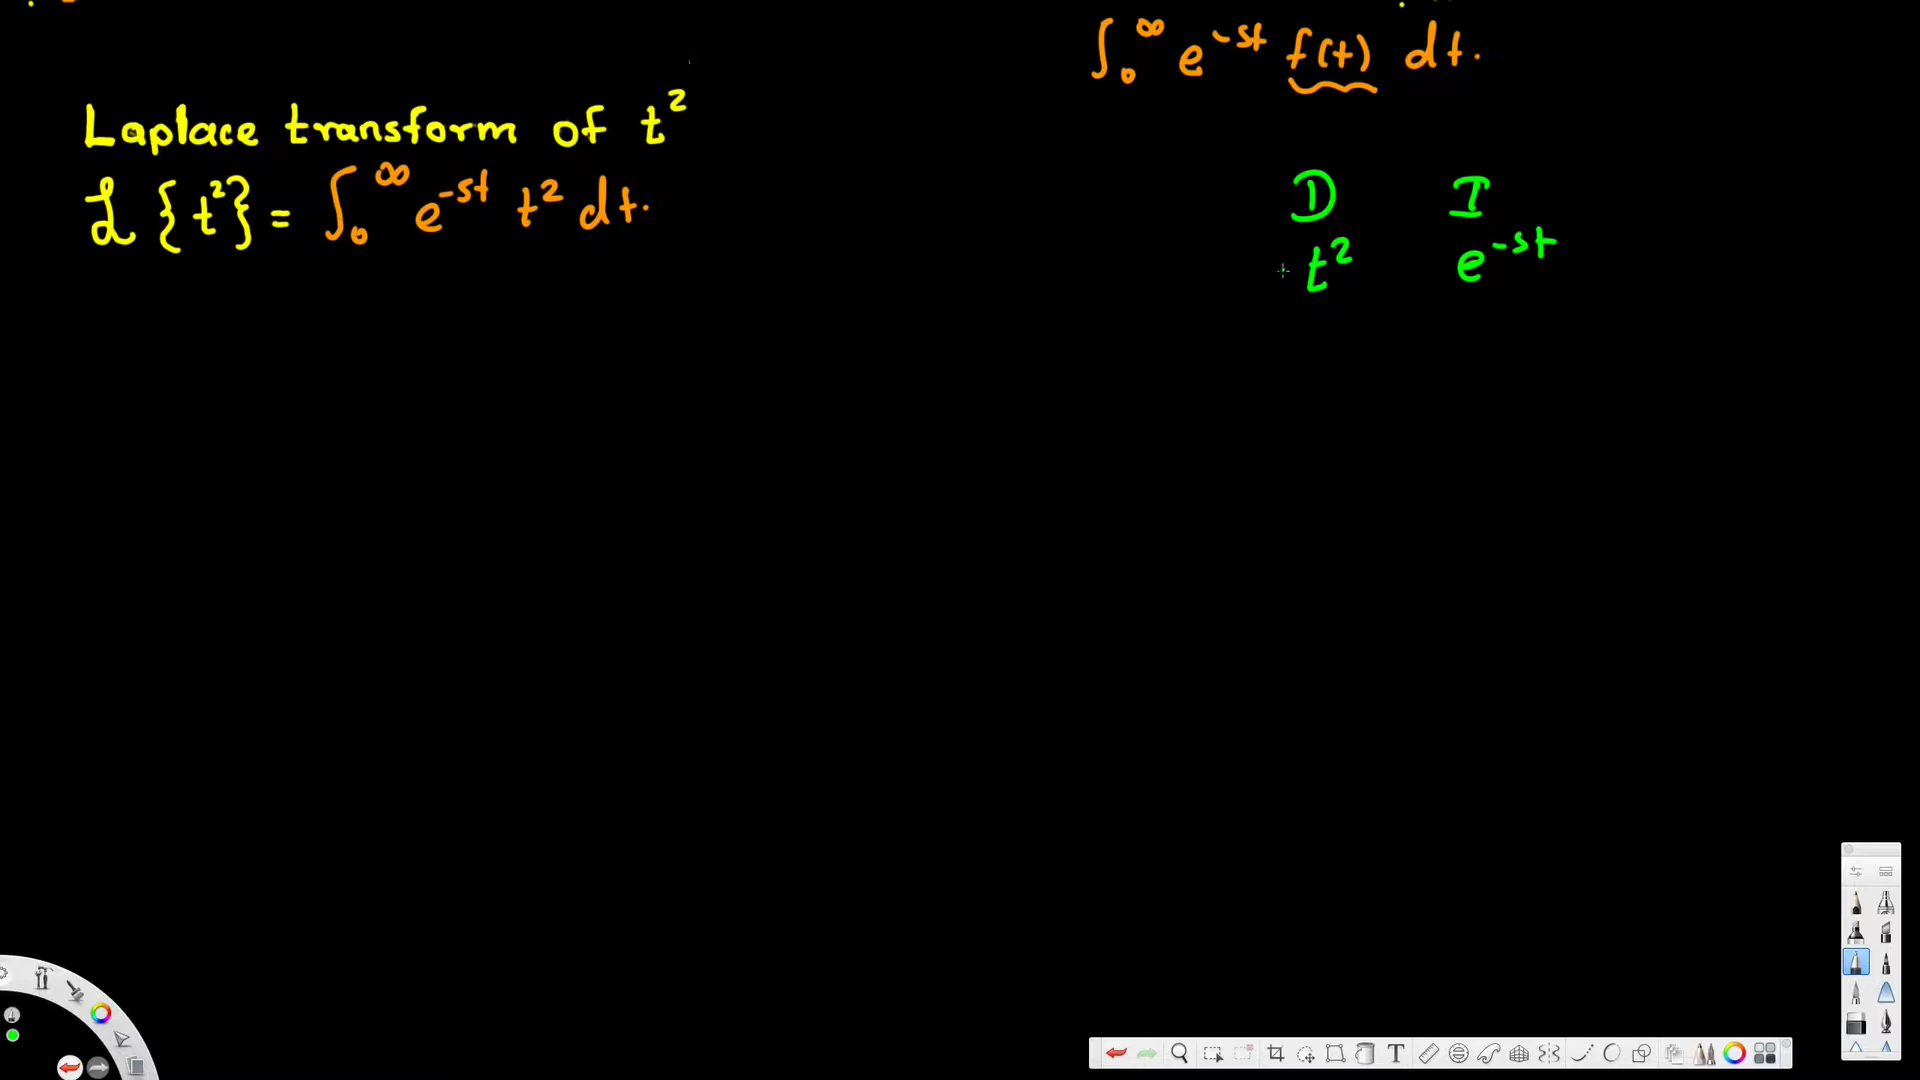 ∫₀^∞ e^-st f(t) dt.
Laplace transform of t²
ℒ {t²} = ∫₀^∞ e^-st t² dt.
D I
t² e^-st
T